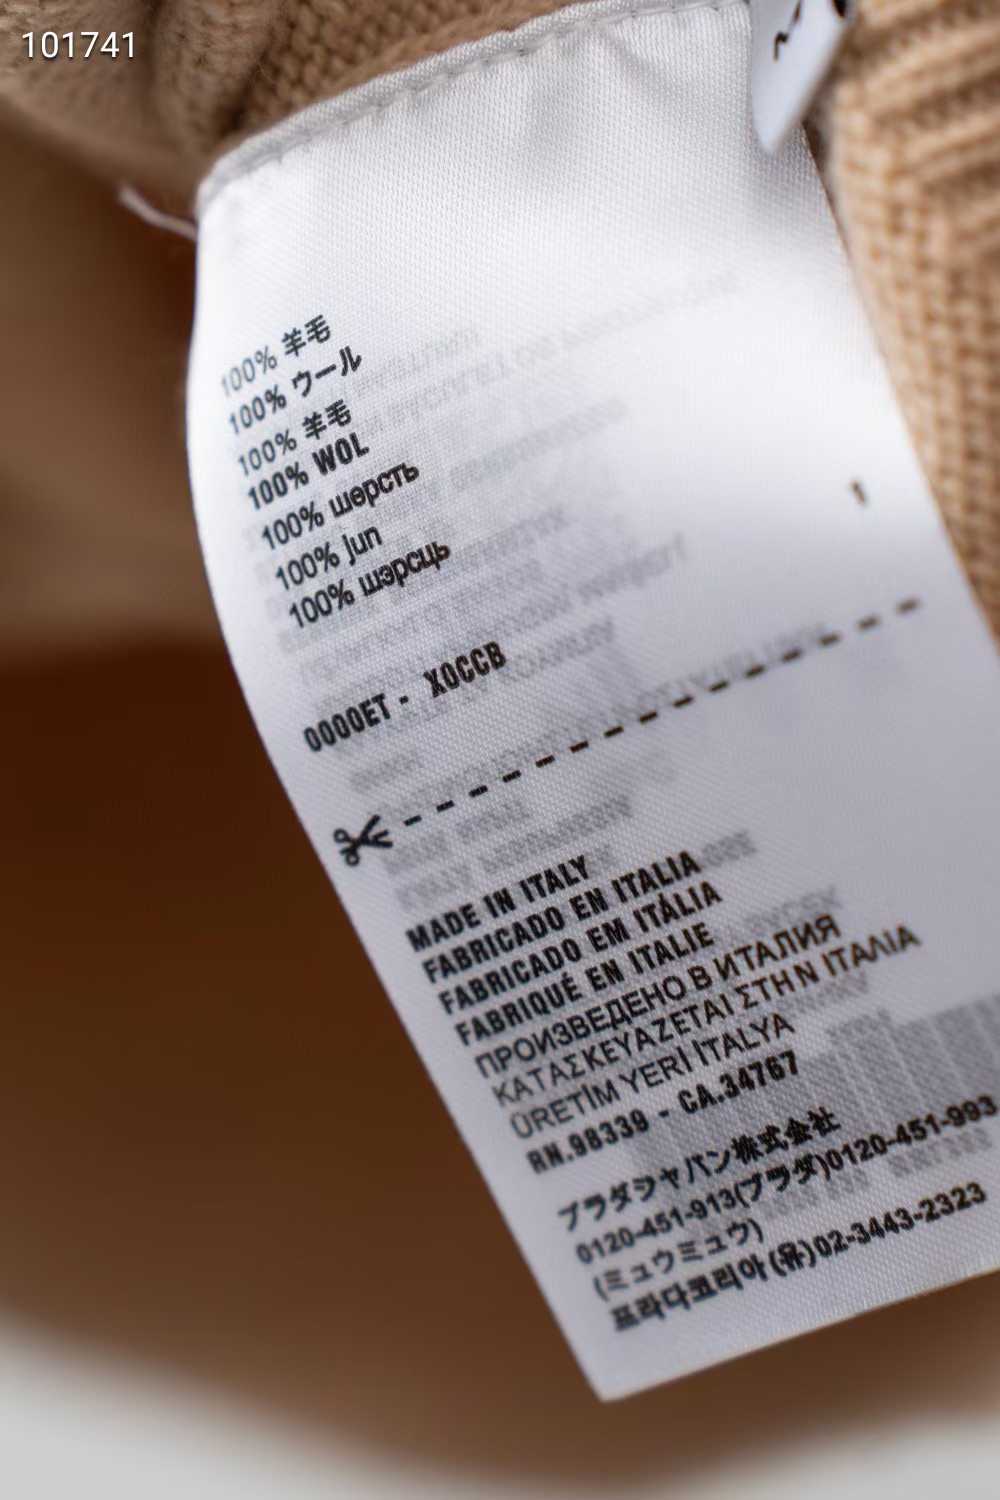 101741
100% 羊毛
100% ウール
100% 羊毛
100% WOL
100% шерсть
100% jun
100% шэрсць
0000ET - X0CCB
MADE IN ITALY
FABRICADO EN ITALIA
FABRICADO EM ITÁLIA
FABRIQUÉ EN ITALIE
ПРОИЗВЕДЕНО В ИТАЛИЯ
ΚΑΤΑΣΚΕΥΑΖΕΤΑΙ ΣΤΗΝ ΙΤΑΛΙΑ
ÜRETİM YERİ İTALYA
RN.98339 - CA.34767
プラダジャパン株式会社
0120-451-913(プラダ)0120-451-993
(ミュウミュウ)
프라다코리아(유)02-3443-2323